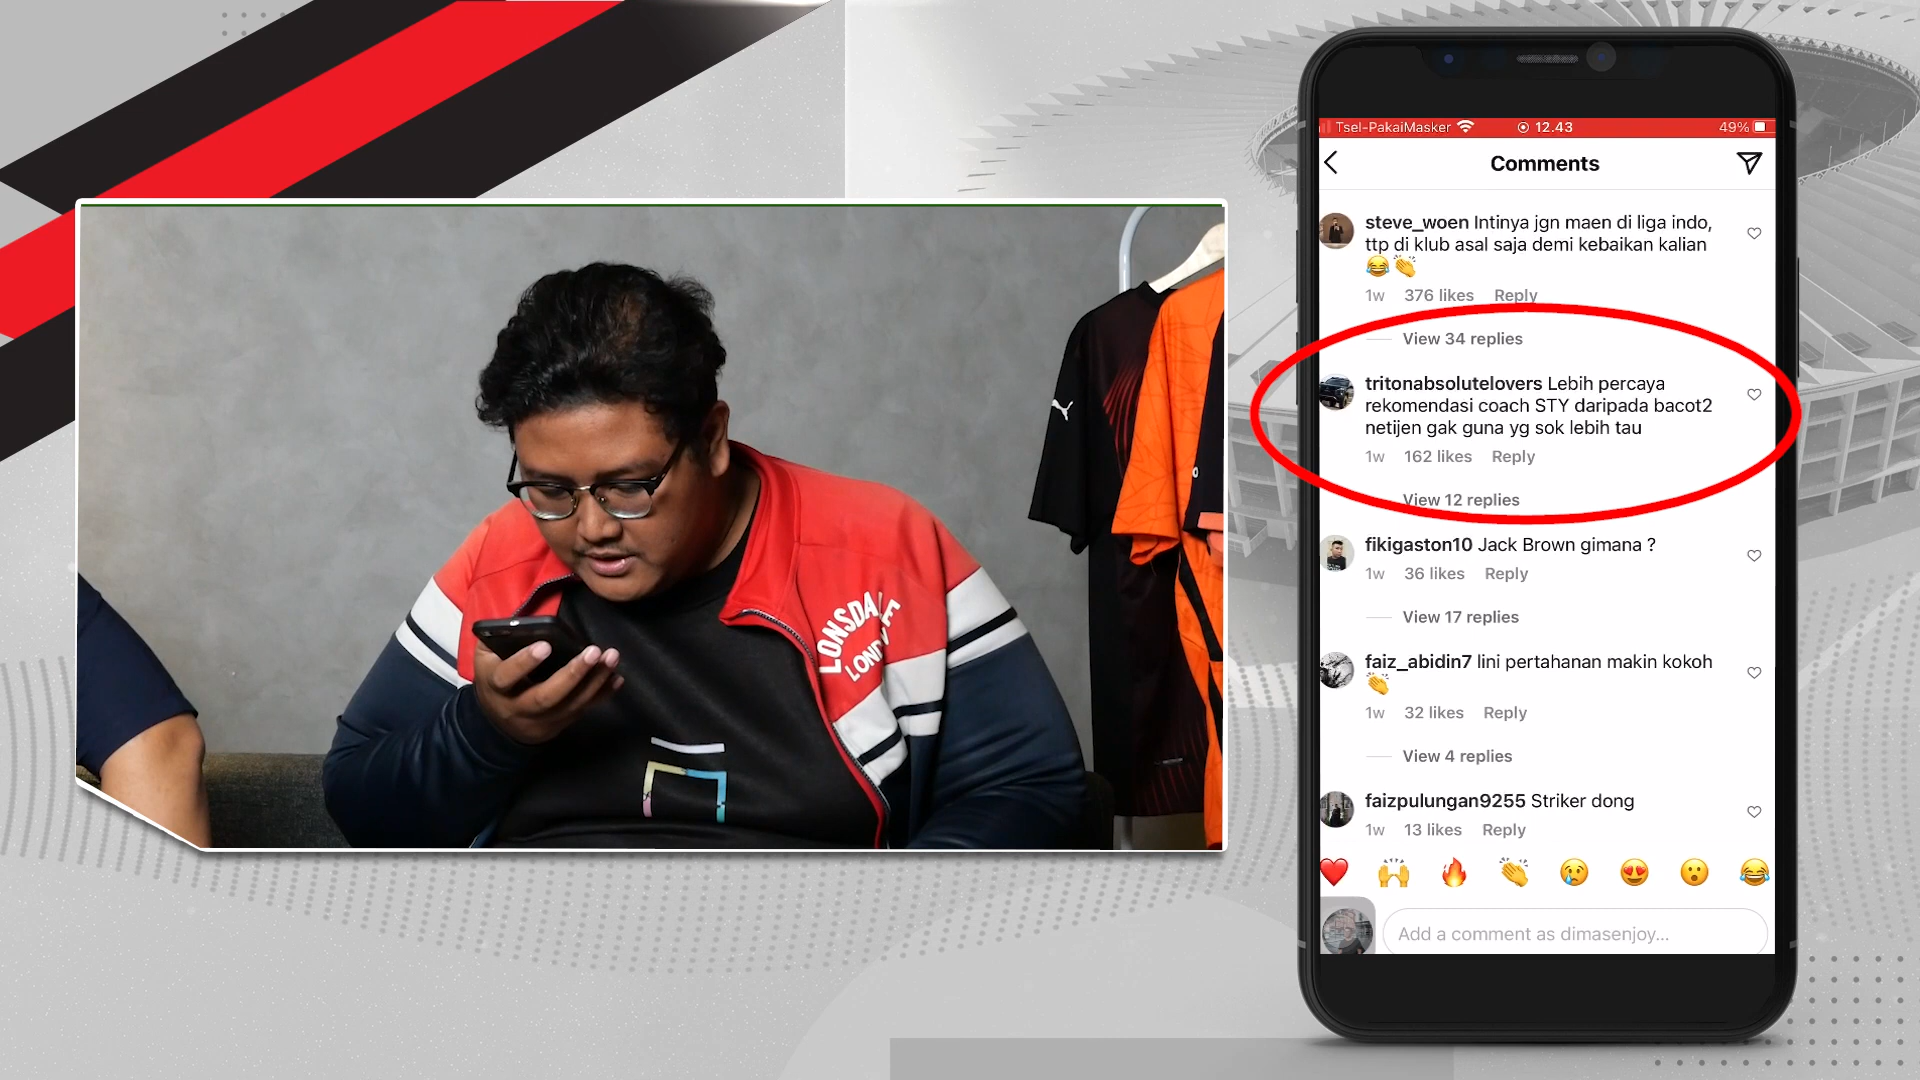 LONSDALE
LONDON
Tsel-PakaiMasker
12.43
49%
Comments
steve_woen Intinya jgn maen di liga indo,
ttp di klub asal saja demi kebaikan kalian
😂👏
1w 376 likes Reply
View 34 replies
tritonabsolutelovers Lebih percaya
rekomendasi coach STY daripada bacot2
netijen gak guna yg sok lebih tau
1w 162 likes Reply
View 12 replies
fikigaston10 Jack Brown gimana ?
1w 36 likes Reply
View 17 replies
faiz_abidin7 lini pertahanan makin kokoh
👏
1w 32 likes Reply
View 4 replies
faizpulungan9255 Striker dong
1w 13 likes Reply
❤️ 🙌 🔥 👏 😢 😍 😮 😂
Add a comment as dimasenjoy...